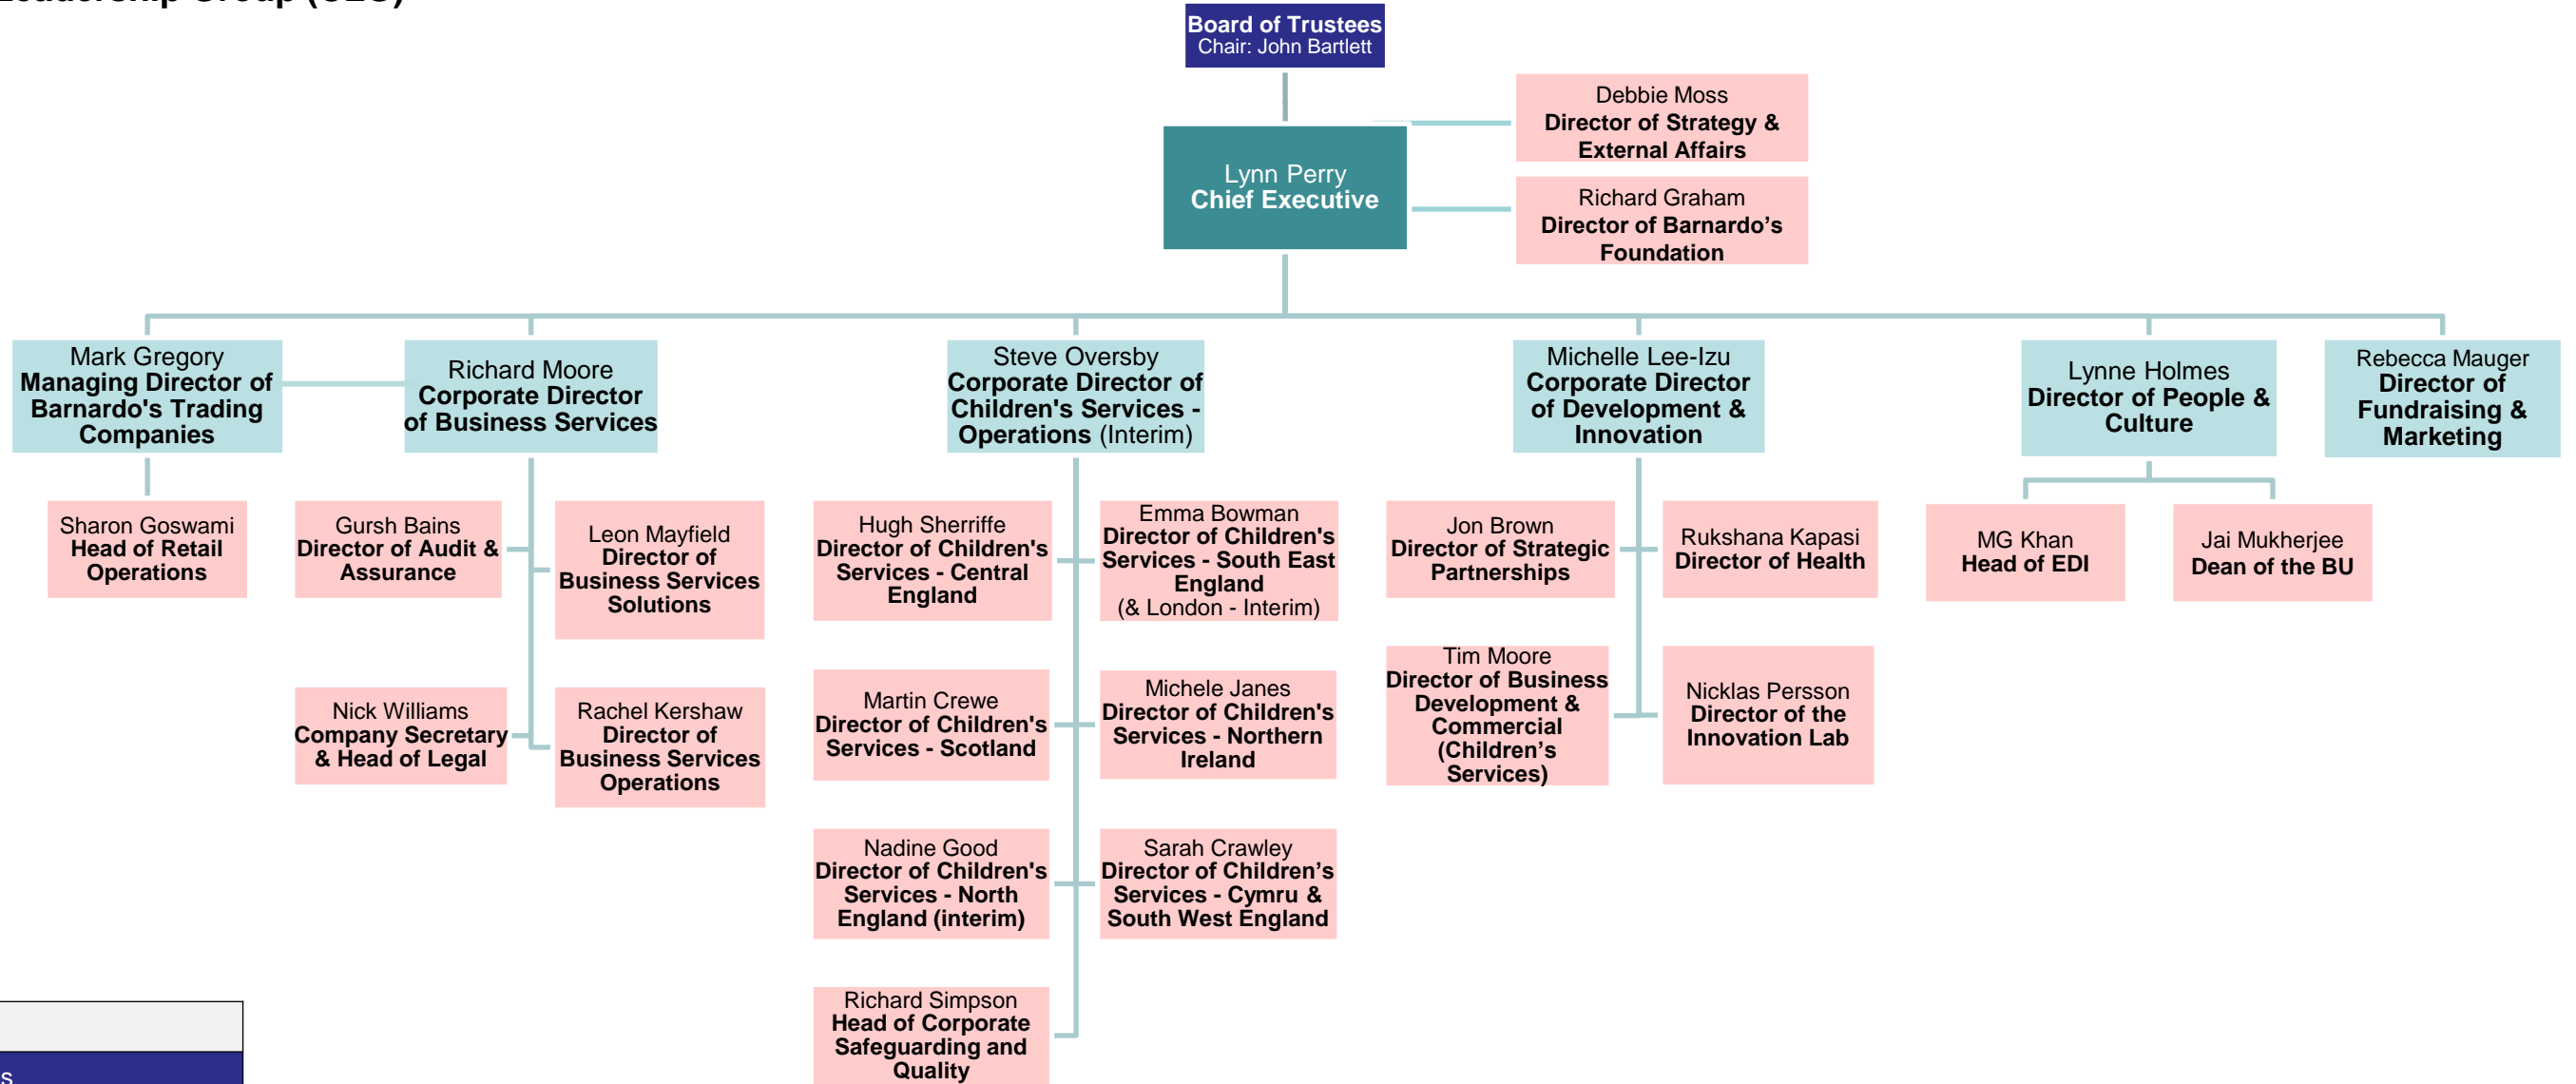 Board of Trustees
Chair: John Bartlett
Debbie Moss
Director of Strategy &
External Affairs
Lynn Perry
Chief Executive
Richard Graham
Director of Barnardo’s
Foundation
Mark Gregory
Managing Director of
Barnardo's Trading
Companies
Richard Moore
Corporate Director
of Business Services
Steve Oversby
Corporate Director of
Children's Services -
Operations (Interim)
Michelle Lee-Izu
Corporate Director
of Development &
Innovation
Lynne Holmes
Director of People &
Culture
Rebecca Mauger
Director of
Fundraising &
Marketing
Sharon Goswami
Head of Retail
Operations
Gursh Bains
Director of Audit &
Assurance
Leon Mayfield
Director of
Business Services
Solutions
Hugh Sherriffe
Director of Children's
Services - Central
England
Emma Bowman
Director of Children's
Services - South East
England
(& London - Interim)
Jon Brown
Director of Strategic
Partnerships
Rukshana Kapasi
Director of Health
MG Khan
Head of EDI
Jai Mukherjee
Dean of the BU
Nick Williams
Company Secretary
& Head of Legal
Rachel Kershaw
Director of
Business Services
Operations
Martin Crewe
Director of Children's
Services - Scotland
Michele Janes
Director of Children's
Services - Northern
Ireland
Tim Moore
Director of Business
Development &
Commercial
(Children’s
Services)
Nicklas Persson
Director of the
Innovation Lab
Nadine Good
Director of Children's
Services - North
England (interim)
Sarah Crawley
Director of Children’s
Services - Cymru &
South West England
Richard Simpson
Head of Corporate
Safeguarding and
Quality